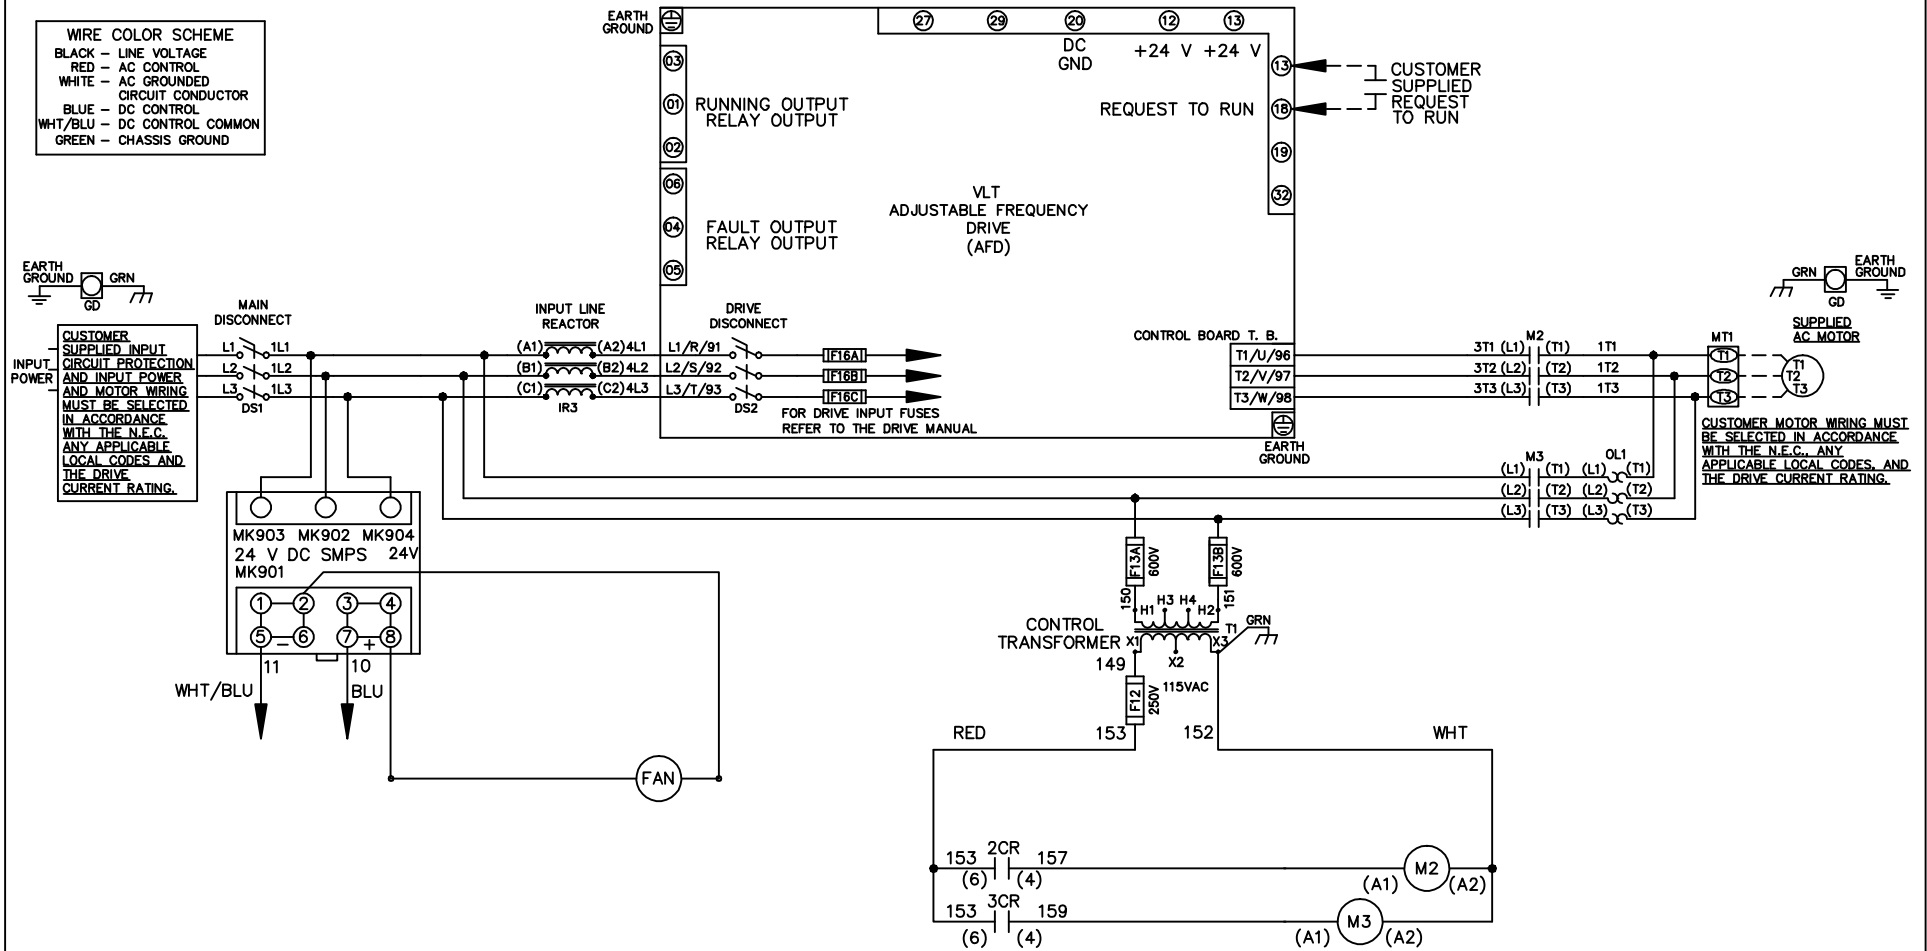 WIRE COLOR SCHEME
BLACK – LINE VOLTAGE
RED – AC CONTROL
WHITE – AC GROUNDED
CIRCUIT CONDUCTOR
BLUE – DC CONTROL
WHT/BLU – DC CONTROL COMMON
GREEN – CHASSIS GROUND
EARTH
GROUND
27
29
20
12
13
DC
GND
+24 V
+24 V
03
01
02
RUNNING OUTPUT
RELAY OUTPUT
06
04
05
FAULT OUTPUT
RELAY OUTPUT
13
18
19
32
REQUEST TO RUN
CUSTOMER
SUPPLIED
REQUEST
TO RUN
VLT
ADJUSTABLE FREQUENCY
DRIVE
(AFD)
EARTH
GROUND
GRN
GD
INPUT
POWER
CUSTOMER
SUPPLIED INPUT
CIRCUIT PROTECTION
AND INPUT POWER
AND MOTOR WIRING
MUST BE SELECTED
IN ACCORDANCE
WITH THE N.E.C.
ANY APPLICABLE
LOCAL CODES AND
THE DRIVE
CURRENT RATING.
MAIN
DISCONNECT
L1 1L1
L2 1L2
L3 1L3
DS1
INPUT LINE
REACTOR
(A1) (A2) 4L1
(B1) (B2) 4L2
(C1) (C2) 4L3
IR3
DRIVE
DISCONNECT
L1/R/91
L2/S/92
L3/T/93
DS2
F16A
F16B
F16C
FOR DRIVE INPUT FUSES
REFER TO THE DRIVE MANUAL
CONTROL BOARD T. B.
T1/U/96
T2/V/97
T3/W/98
EARTH
GROUND
M2
3T1 (L1) (T1) 1T1
3T2 (L2) (T2) 1T2
3T3 (L3) (T3) 1T3
MT1
T1
T2
T3
GRN
EARTH
GROUND
GD
SUPPLIED
AC MOTOR
T1
T2
T3
CUSTOMER MOTOR WIRING MUST
BE SELECTED IN ACCORDANCE
WITH THE N.E.C., ANY
APPLICABLE LOCAL CODES, AND
THE DRIVE CURRENT RATING.
M3
OL1
(L1) (T1) (L1) (T1)
(L2) (T2) (L2) (T2)
(L3) (T3) (L3) (T3)
MK903 MK902 MK904
24 V DC SMPS 24V
MK901
1 2 3 4
5 – 6 7 + 8
11
10
WHT/BLU
BLU
FAN
F13A
600V
F13B
600V
150
151
H1 H3 H4 H2
CONTROL
TRANSFORMER
X1
X2
X3
T1
GRN
149
115VAC
F12
250V
153
152
RED
WHT
153 2CR 157
(6) (4)
M2
(A1) (A2)
153 3CR 159
(6) (4)
M3
(A1) (A2)